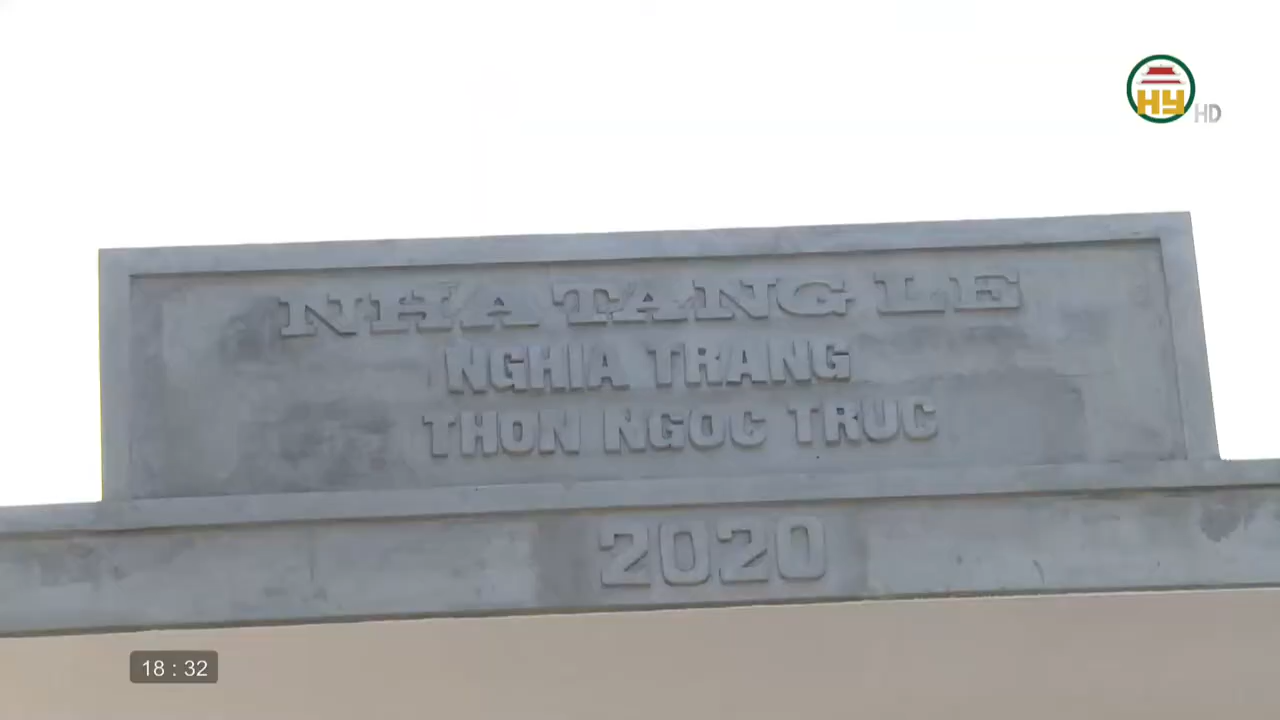 HY HD
NHA TANG LE
NGHIA TRANG
THON NGOC TRUC
2020
18 : 32